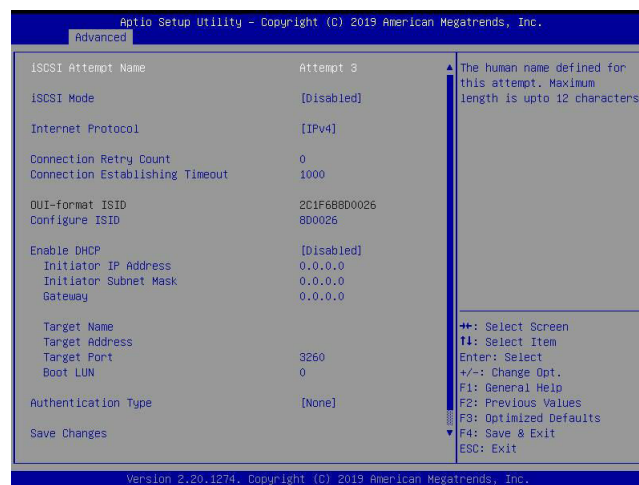 Aptio Setup Utility – Copyright (C) 2019 American Megatrends, Inc.
Advanced
iSCSI Attempt Name Attempt 3
iSCSI Mode [Disabled]
Internet Protocol [IPv4]
Connection Retry Count 0
Connection Establishing Timeout 1000
OUI-format ISID 2C1F6B8D0026
Configure ISID 8D0026
Enable DHCP [Disabled]
Initiator IP Address 0.0.0.0
Initiator Subnet Mask 0.0.0.0
Gateway 0.0.0.0
Target Name
Target Address
Target Port 3260
Boot LUN 0
Authentication Type [None]
Save Changes
The human name defined for
this attempt. Maximum
length is upto 12 characters
→←: Select Screen
↑↓: Select Item
Enter: Select
+/-: Change Opt.
F1: General Help
F2: Previous Values
F3: Optimized Defaults
F4: Save & Exit
ESC: Exit
Version 2.20.1274. Copyright (C) 2019 American Megatrends, Inc.